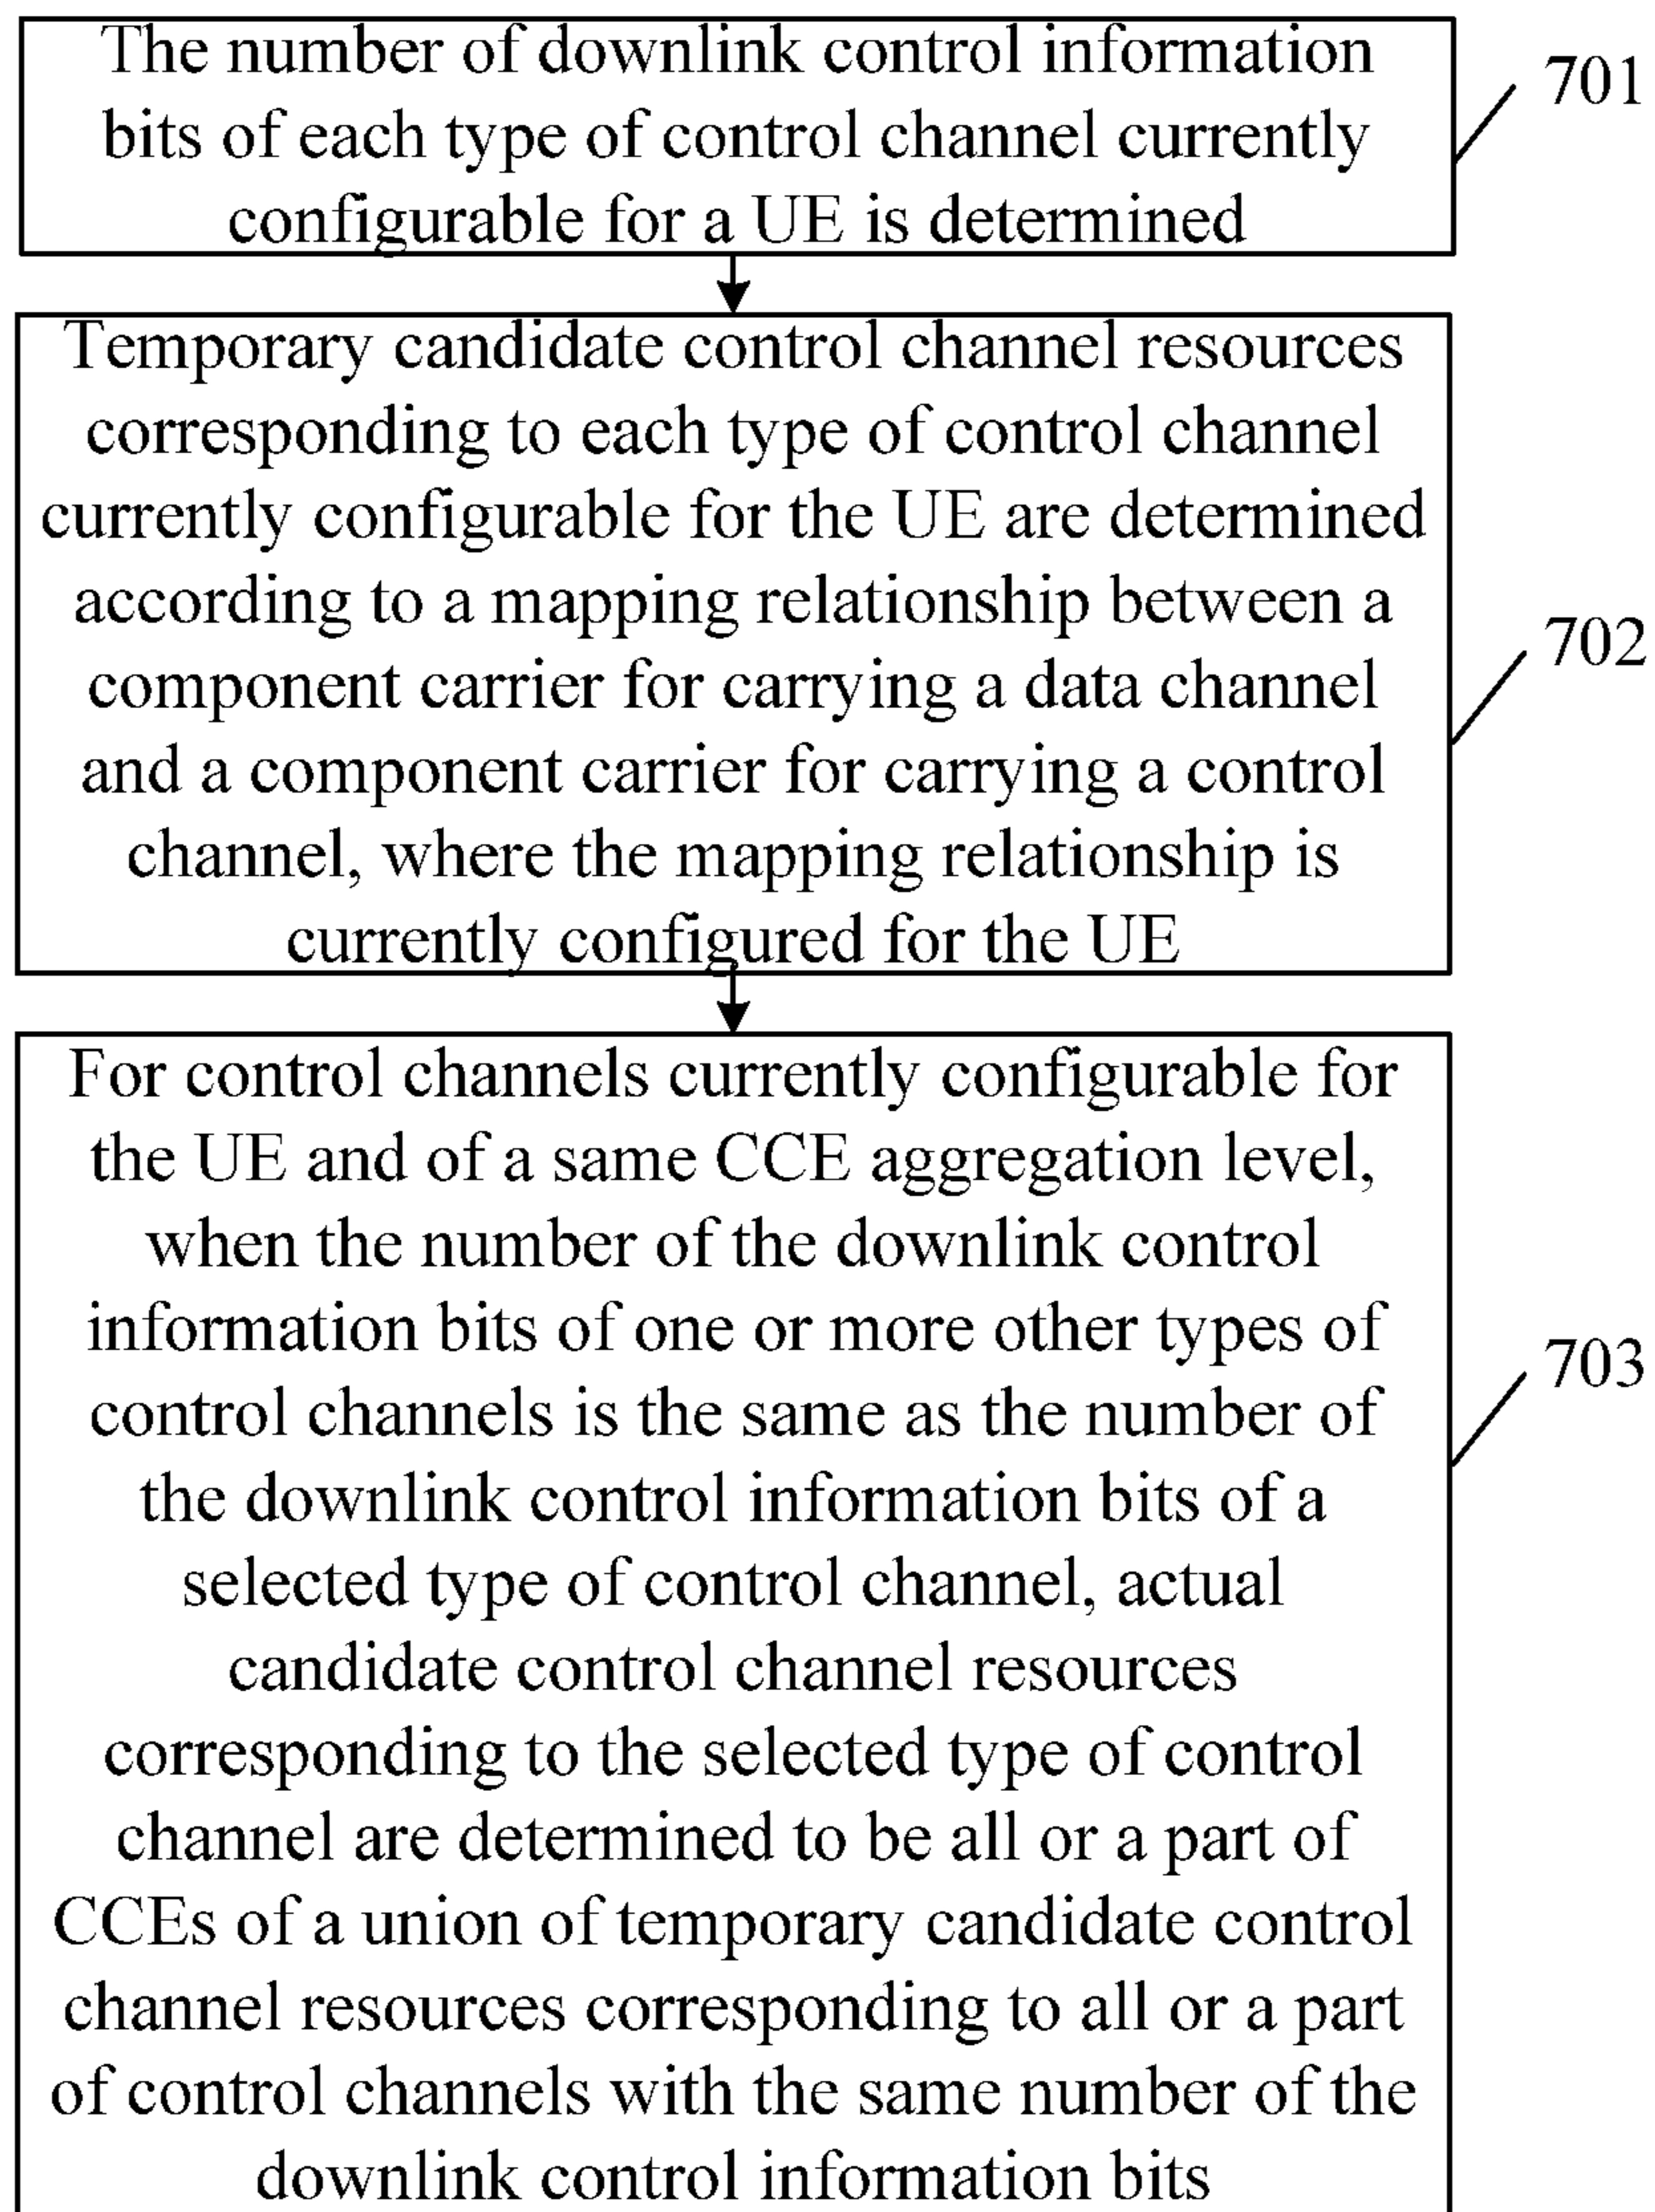 The number of downlink control information
bits of each type of control channel currently
configurable for a UE is determined
701
Temporary candidate control channel resources
corresponding to each type of control channel
currently configurable for the UE are determined
according to a mapping relationship between a
component carrier for carrying a data channel
and a component carrier for carrying a control
channel, where the mapping relationship is
currently configured for the UE
702
For control channels currently configurable for
the UE and of a same CCE aggregation level,
when the number of the downlink control
information bits of one or more other types of
control channels is the same as the number of
the downlink control information bits of a
selected type of control channel, actual
candidate control channel resources
corresponding to the selected type of control
channel are determined to be all or a part of
CCEs of a union of temporary candidate control
channel resources corresponding to all or a part
of control channels with the same number of the
downlink control information bits
703